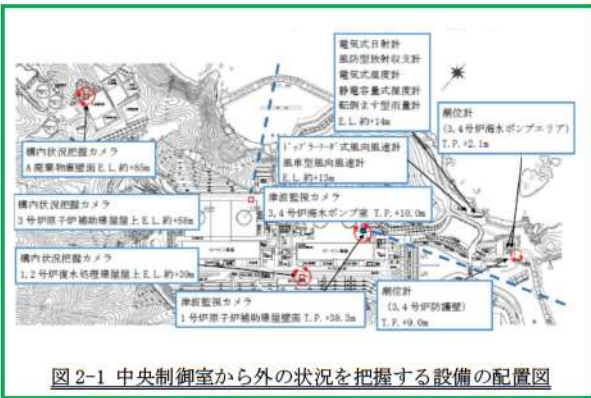 電気式日射計
風防型放射収支計
電気式温度計
静電容量式湿度計
転倒ます型雨量計
E.L.約+14m
潮位計
(3,4号炉海水ポンプエリア)
T.P.+2.1m
構内状況把握カメラ
A廃棄物庫壁面 E.L.約+85m
ドップラーソーダ式風向風速計
風車型風向風速計
E.L.約+13m
構内状況把握カメラ
3号炉原子炉補助建屋屋上 E.L.約+58m
津波監視カメラ
3,4号炉海水ポンプ室 T.P.+10.0m
構内状況把握カメラ
1,2号炉復水処理建屋屋上 E.L.約+39m
津波監視カメラ
1号炉原子炉補助建屋壁面 T.P.+38.3m
潮位計
(3,4号炉防護壁)
T.P.+9.0m
図 2-1 中央制御室から外の状況を把握する設備の配置図